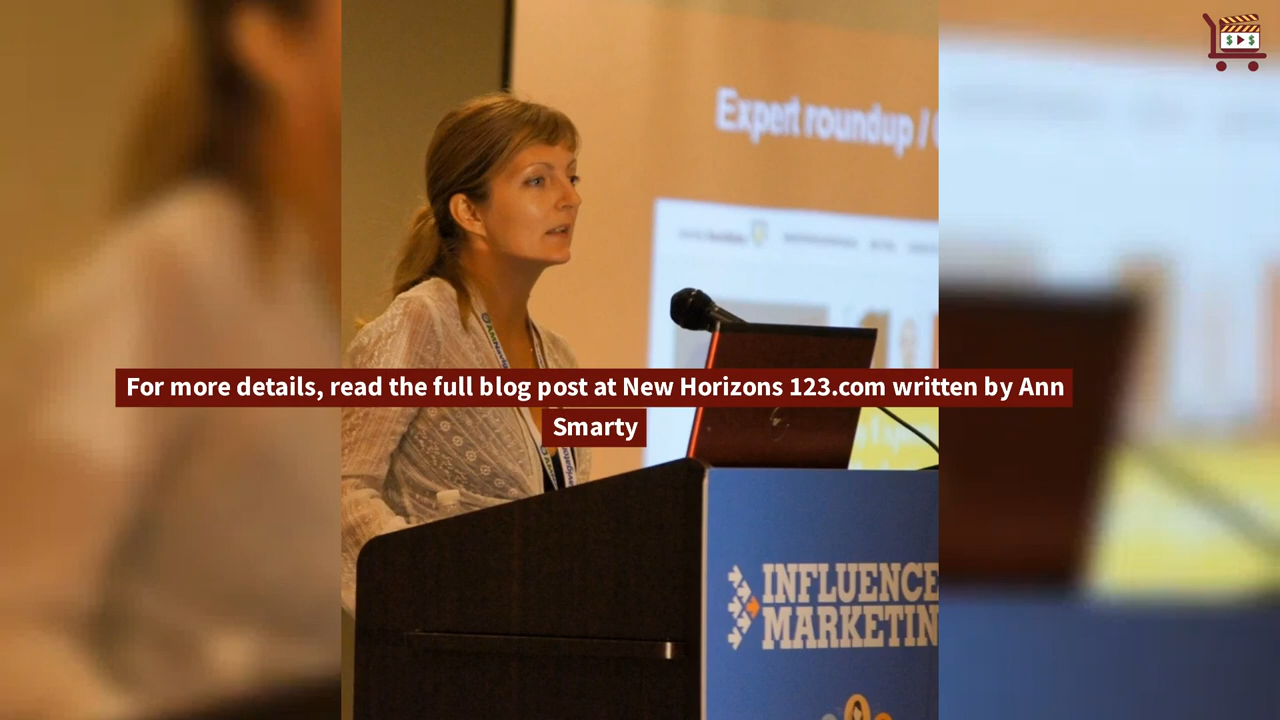 Expert roundup /
For more details, read the full blog post at New Horizons 123.com written by Ann
Smarty
INFLUENCE
MARKETIN